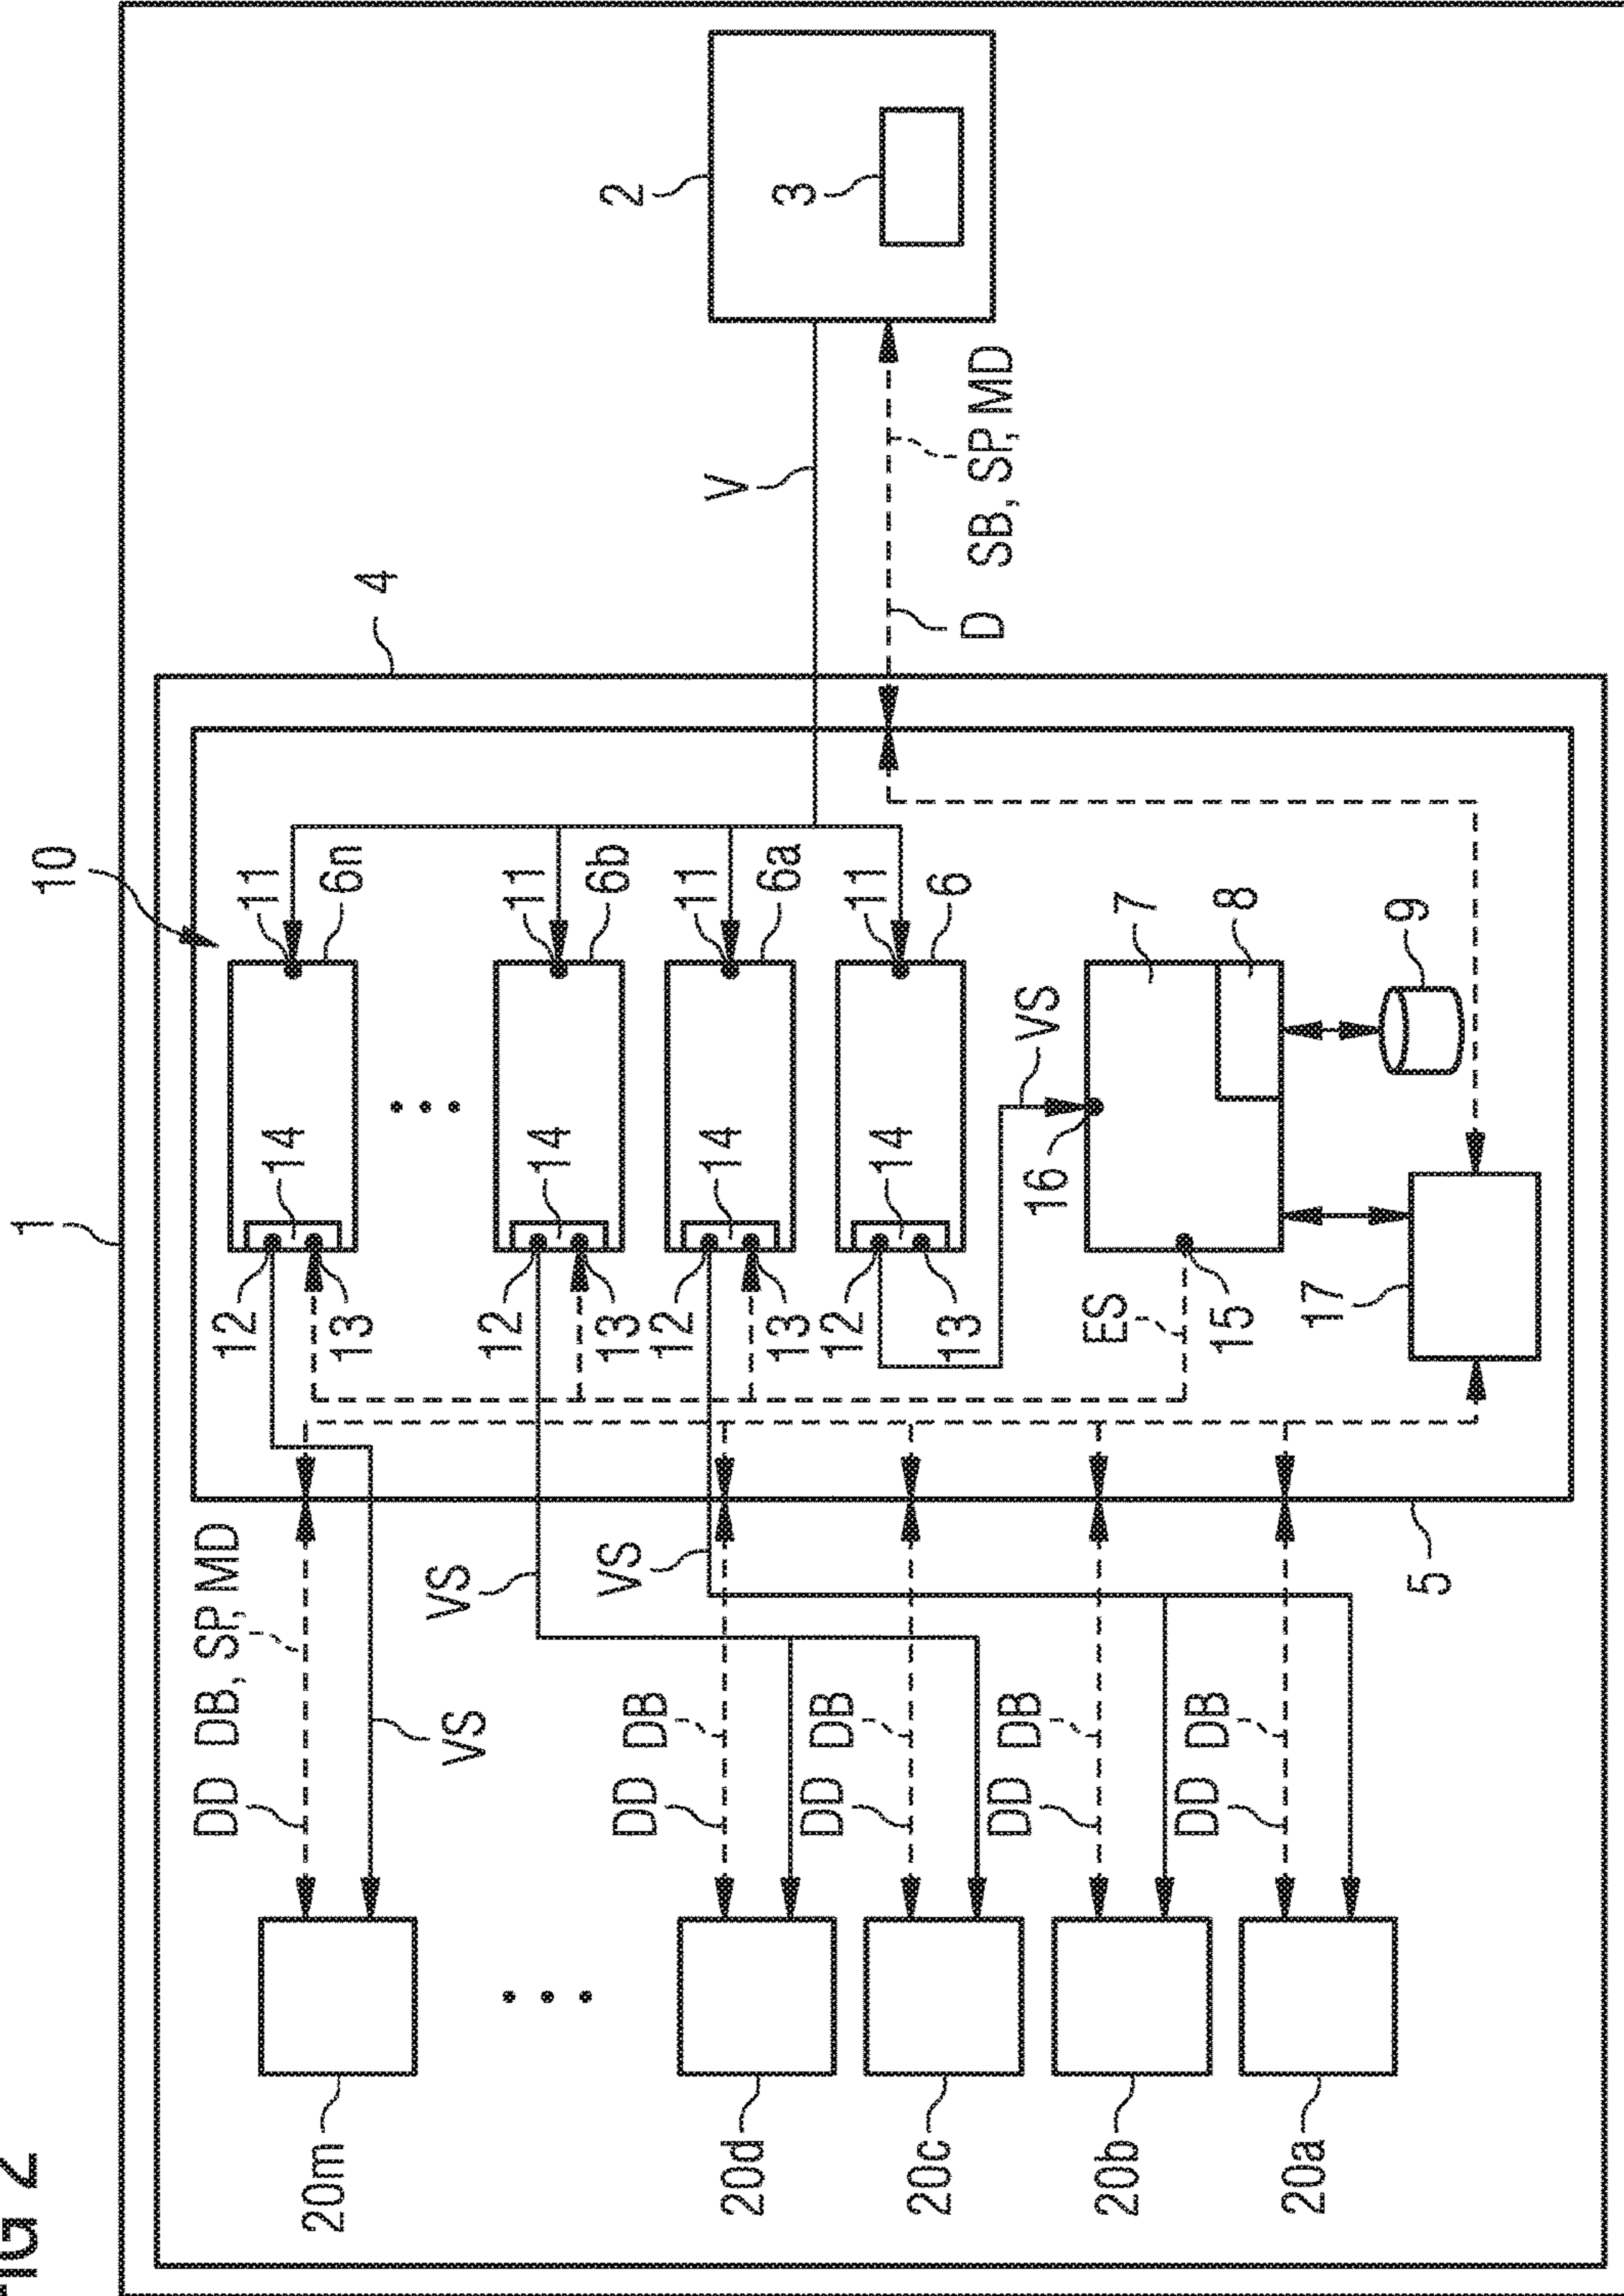 FIG 2
1
10
4
DD DB, SP, MD 12 14 11
20m 13 6n
VS VS 12 14 11
VS 13 6b 2
DD DB 12 14 11 V
20d 13 6a 3
DD DB 12 14 11
20c 13 6 D SB, SP, MD
DD DB 16 VS
20b ES 7
DD DB 15 8
20a 17
5 9